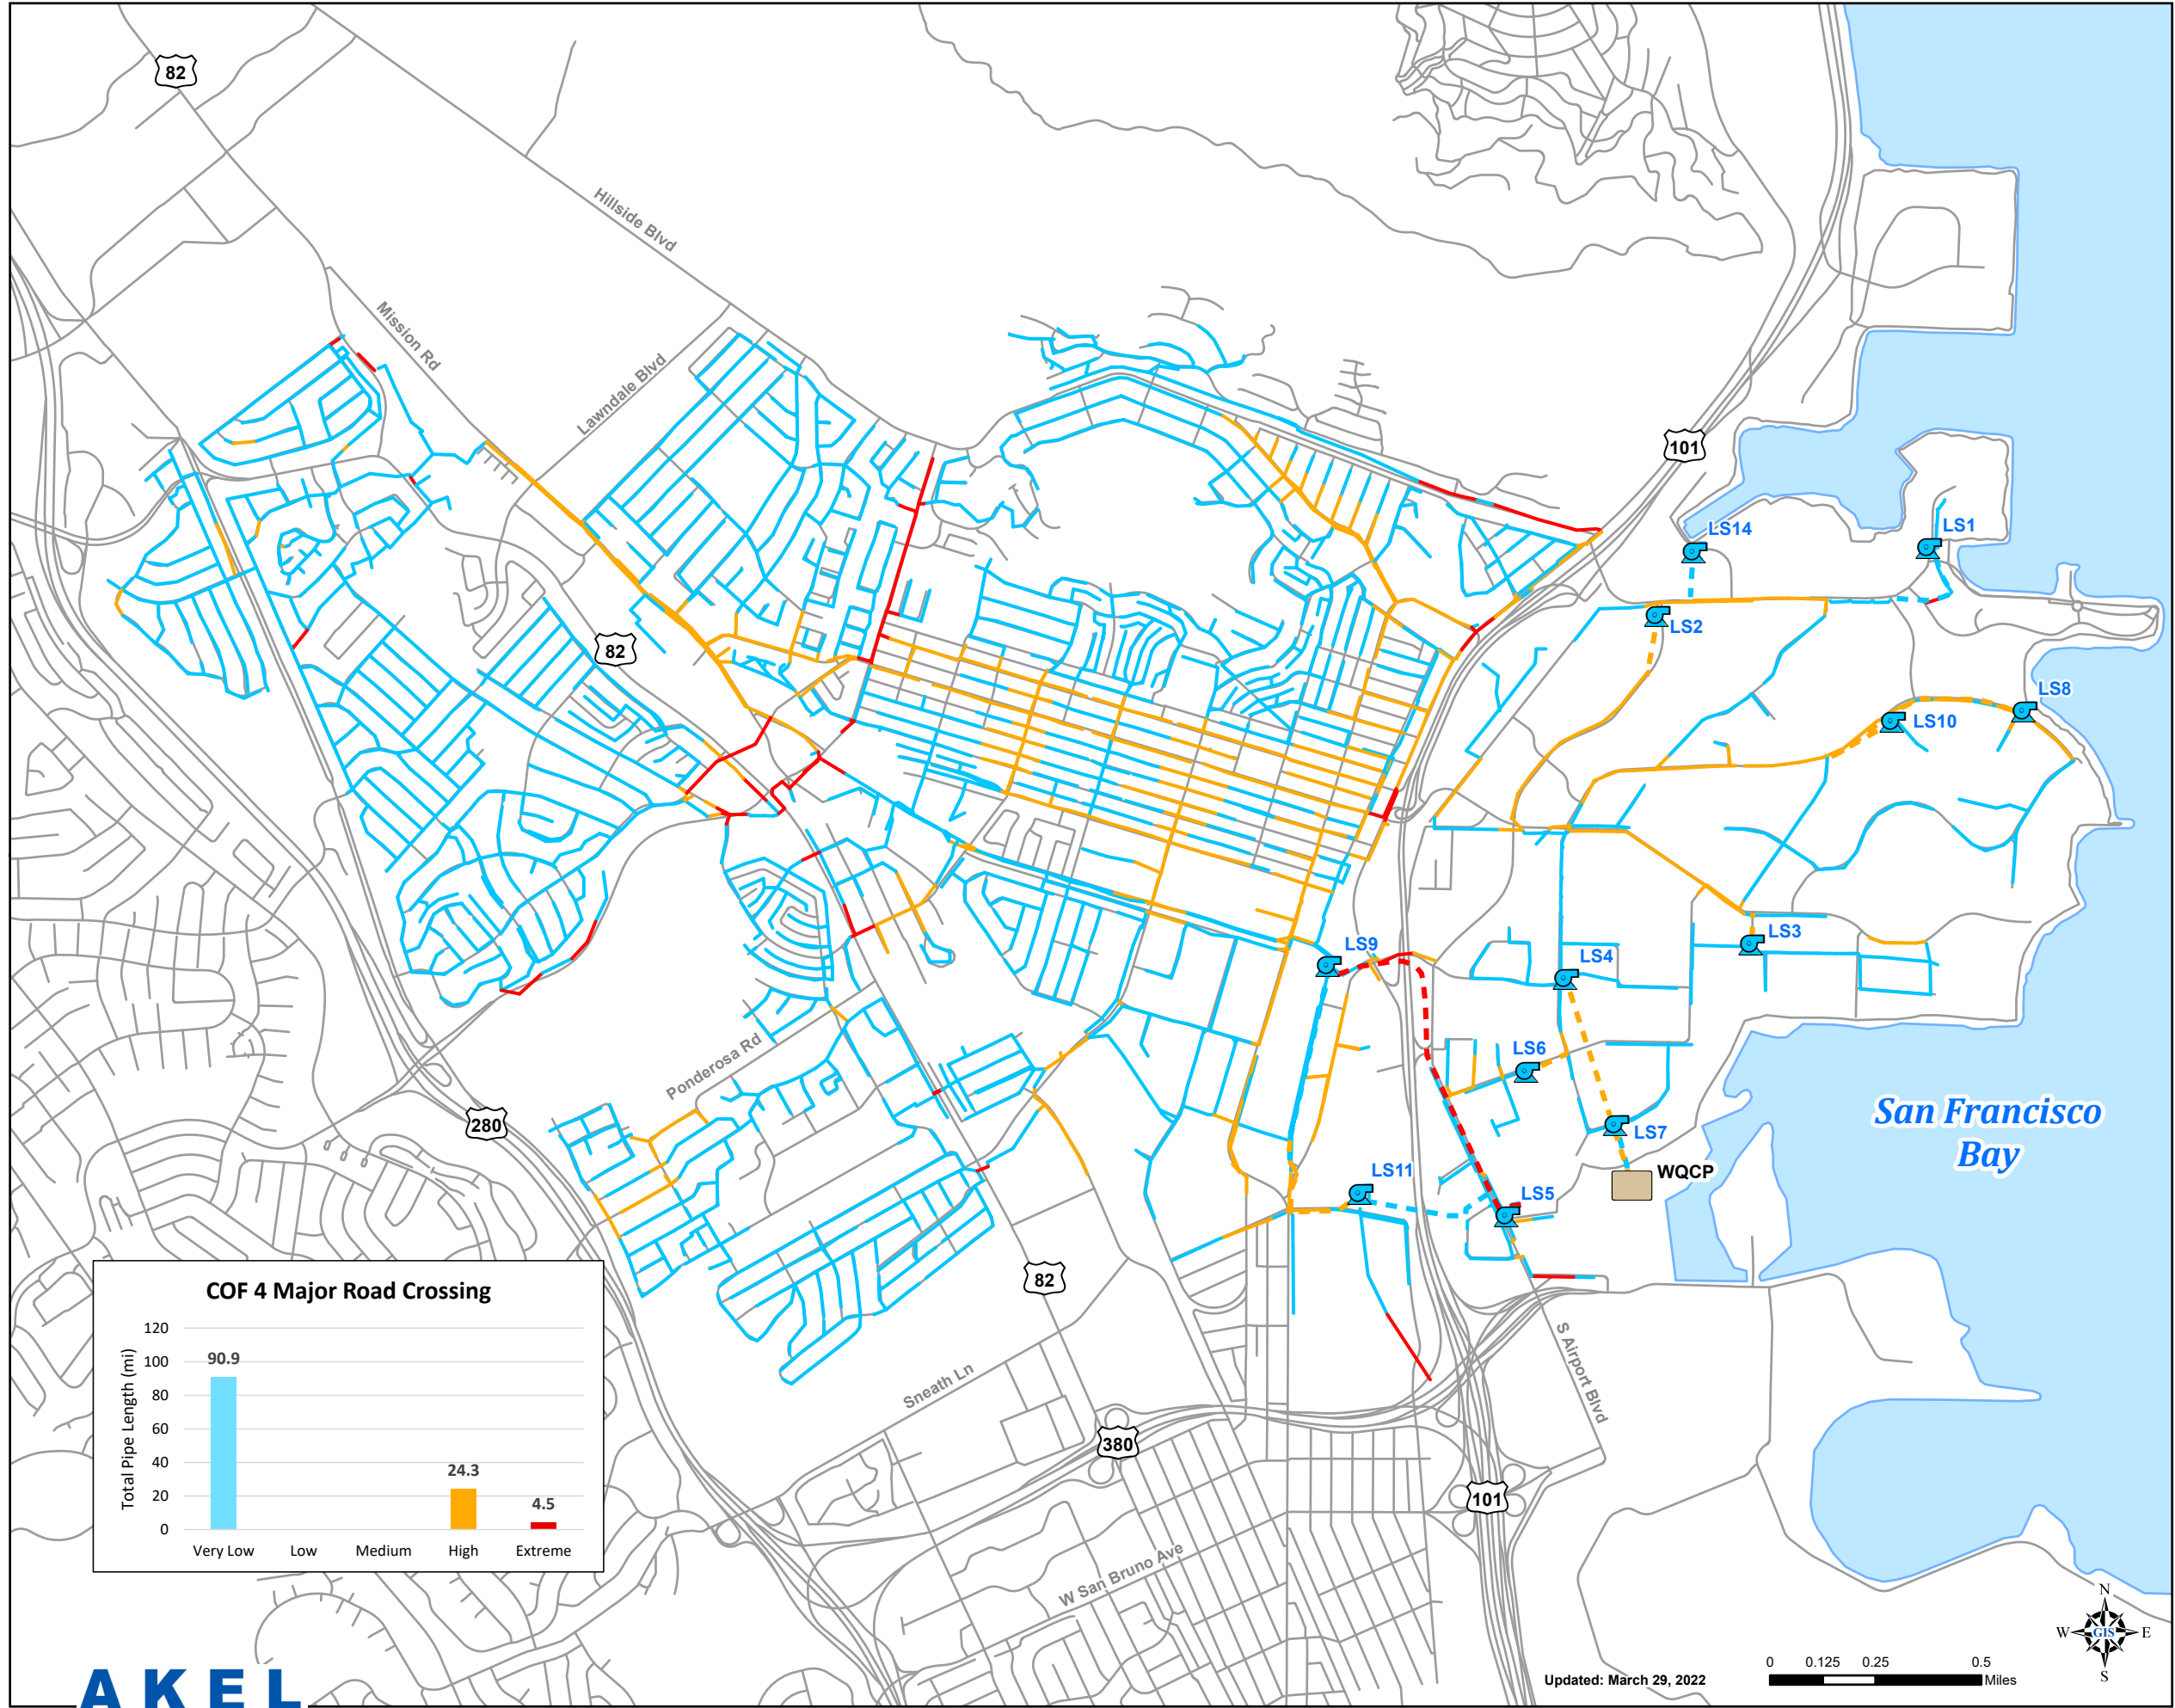 82
Hillside Blvd
Mission Rd
Lawndale Blvd
101
LS14
LS1
LS2
82
LS8
LS10
LS9
LS3
LS4
LS6
Ponderosa Rd
280
San Francisco
Bay
LS7
WQCP
LS11
LS5
82
COF 4 Major Road Crossing
Total Pipe Length (mi)
120
100
80
60
40
20
0
90.9
24.3
4.5
Very Low
Low
Medium
High
Extreme
S Airport Blvd
Sneath Ln
380
101
W San Bruno Ave
N
W
GIS
E
S
0
0.125
0.25
0.5
Miles
Updated: March 29, 2022
AKEL